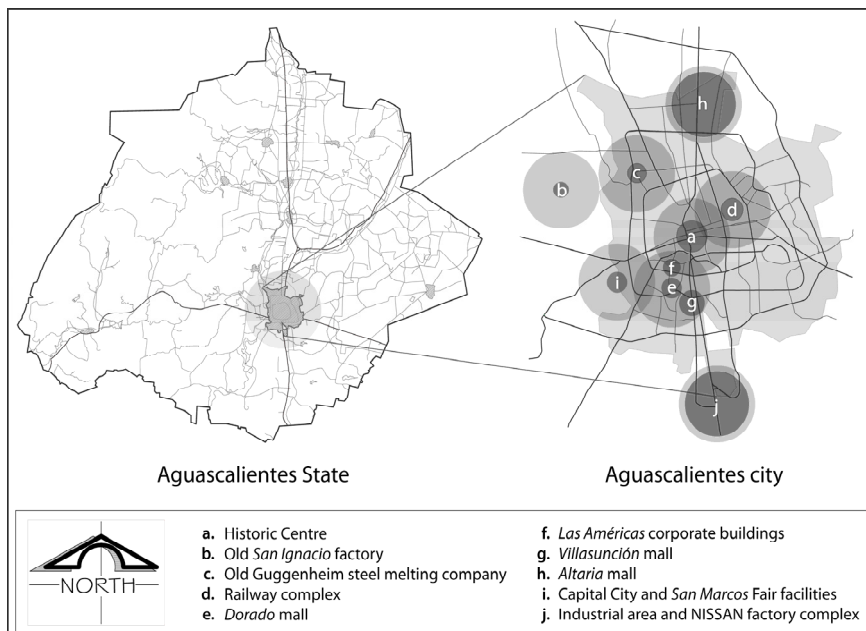 h
c
b
d
a
f
e
i
g
j
Aguascalientes State
Aguascalientes city
NORTH
a. Historic Centre
b. Old San Ignacio factory
c. Old Guggenheim steel melting company
d. Railway complex
e. Dorado mall
f. Las Américas corporate buildings
g. Villasunción mall
h. Altaria mall
i. Capital City and San Marcos Fair facilities
j. Industrial area and NISSAN factory complex